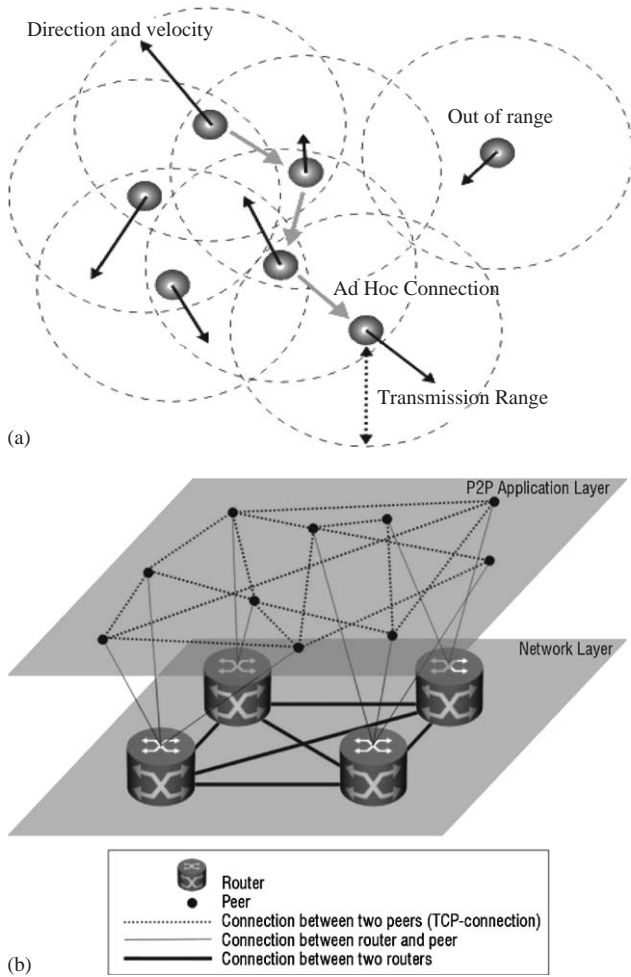 Direction and velocity
Out of range
Ad Hoc Connection
Transmission Range
(a)
P2P Application Layer
Network Layer
Router
Peer
Connection between two peers (TCP-connection)
Connection between router and peer
Connection between two routers
(b)